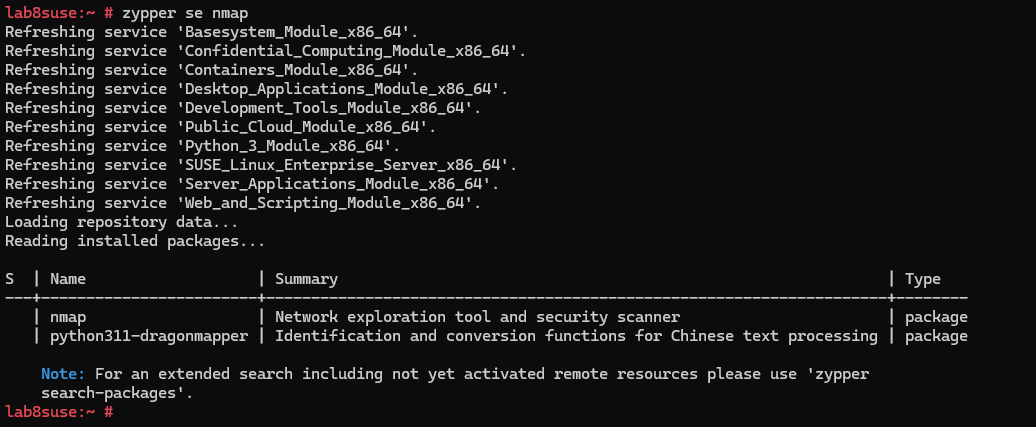 lab8suse:~ # zypper se nmap
Refreshing service 'Basesystem_Module_x86_64'.
Refreshing service 'Confidential_Computing_Module_x86_64'.
Refreshing service 'Containers_Module_x86_64'.
Refreshing service 'Desktop_Applications_Module_x86_64'.
Refreshing service 'Development_Tools_Module_x86_64'.
Refreshing service 'Public_Cloud_Module_x86_64'.
Refreshing service 'Python_3_Module_x86_64'.
Refreshing service 'SUSE_Linux_Enterprise_Server_x86_64'.
Refreshing service 'Server_Applications_Module_x86_64'.
Refreshing service 'Web_and_Scripting_Module_x86_64'.
Loading repository data...
Reading installed packages...

S  | Name                   | Summary                                                            | Type
---+------------------------+--------------------------------------------------------------------+--------
   | nmap                   | Network exploration tool and security scanner                      | package
   | python311-dragonmapper | Identification and conversion functions for Chinese text processing | package

    Note: For an extended search including not yet activated remote resources please use 'zypper
    search-packages'.
lab8suse:~ #